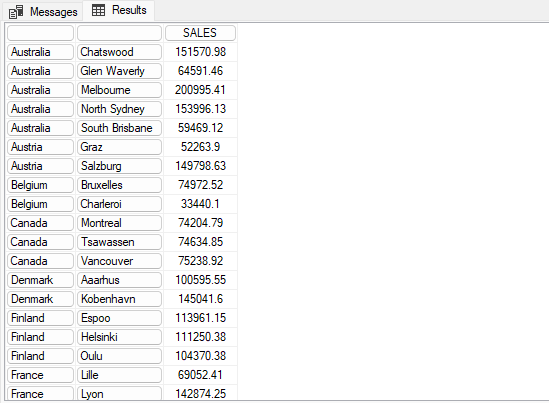 Messages Results
SALES
Australia Chatswood 151570.98
Australia Glen Waverly 64591.46
Australia Melbourne 200995.41
Australia North Sydney 153996.13
Australia South Brisbane 59469.12
Austria Graz 52263.9
Austria Salzburg 149798.63
Belgium Bruxelles 74972.52
Belgium Charleroi 33440.1
Canada Montreal 74204.79
Canada Tsawassen 74634.85
Canada Vancouver 75238.92
Denmark Aaarhus 100595.55
Denmark Kobenhavn 145041.6
Finland Espoo 113961.15
Finland Helsinki 111250.38
Finland Oulu 104370.38
France Lille 69052.41
France Lyon 142874.25